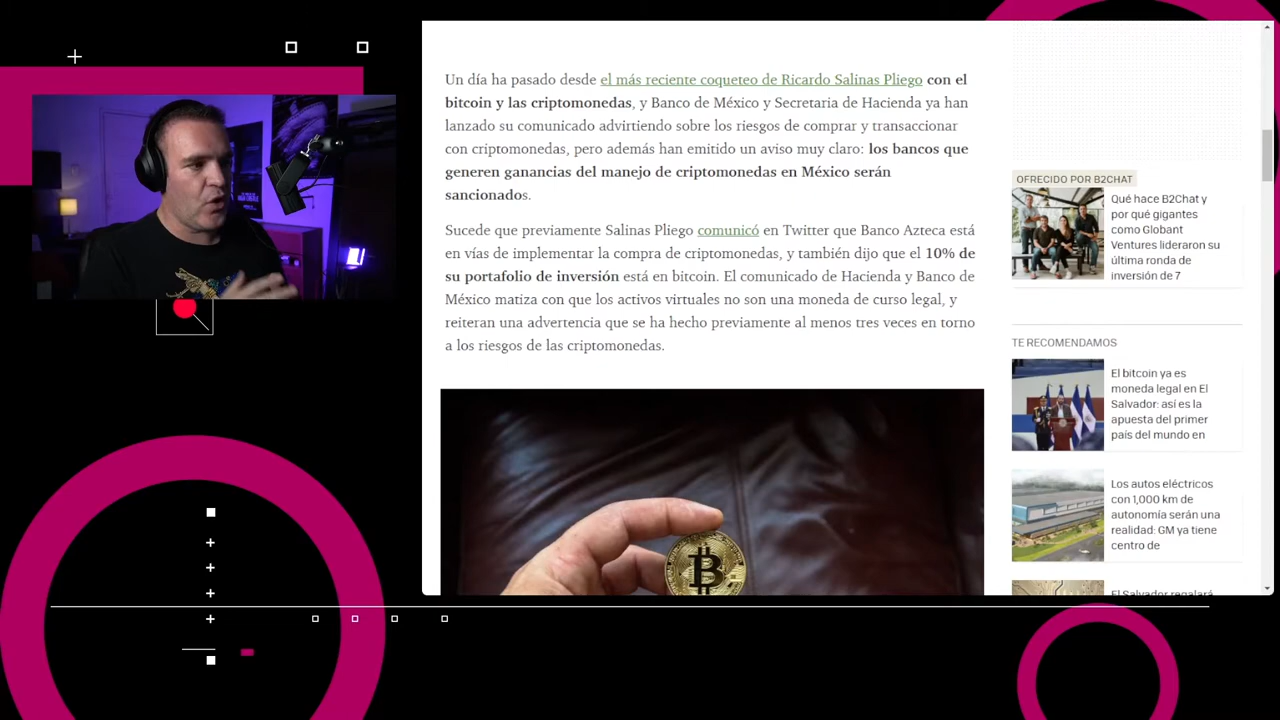 Un día ha pasado desde el más reciente coqueteo de Ricardo Salinas Pliego con el
bitcoin y las criptomonedas, y Banco de México y Secretaria de Hacienda ya han
lanzado su comunicado advirtiendo sobre los riesgos de comprar y transaccionar
con criptomonedas, pero además han emitido un aviso muy claro: los bancos que
generen ganancias del manejo de criptomonedas en México serán
sancionados.
Sucede que previamente Salinas Pliego comunicó en Twitter que Banco Azteca está
en vías de implementar la compra de criptomonedas, y también dijo que el 10% de
su portafolio de inversión está en bitcoin. El comunicado de Hacienda y Banco de
México matiza con que los activos virtuales no son una moneda de curso legal, y
reiteran una advertencia que se ha hecho previamente al menos tres veces en torno
a los riesgos de las criptomonedas.
OFRECIDO POR B2CHAT
Qué hace B2Chat y
por qué gigantes
como Globant
Ventures lideraron su
última ronda de
inversión de 7
TE RECOMENDAMOS
El bitcoin ya es
moneda legal en El
Salvador: así es la
apuesta del primer
país del mundo en
Los autos eléctricos
con 1,000 km de
autonomía serán una
realidad: GM ya tiene
centro de
El Salvador regalará